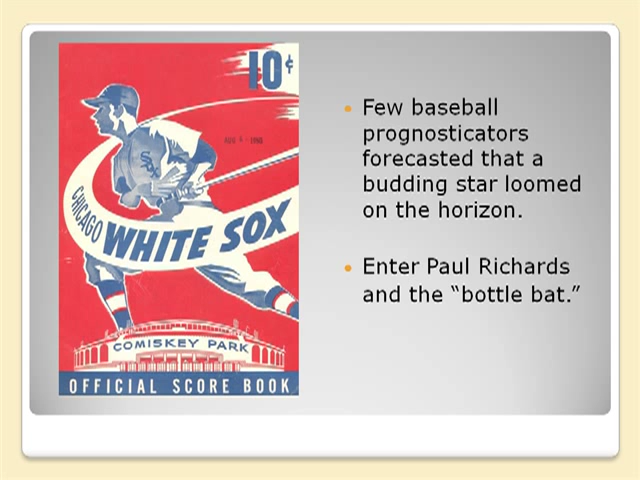 10¢
SOX
CHICAGO
WHITE SOX
COMISKEY PARK
OFFICIAL SCORE BOOK
• Few baseball
prognosticators
forecasted that a
budding star loomed
on the horizon.
• Enter Paul Richards
and the “bottle bat.”